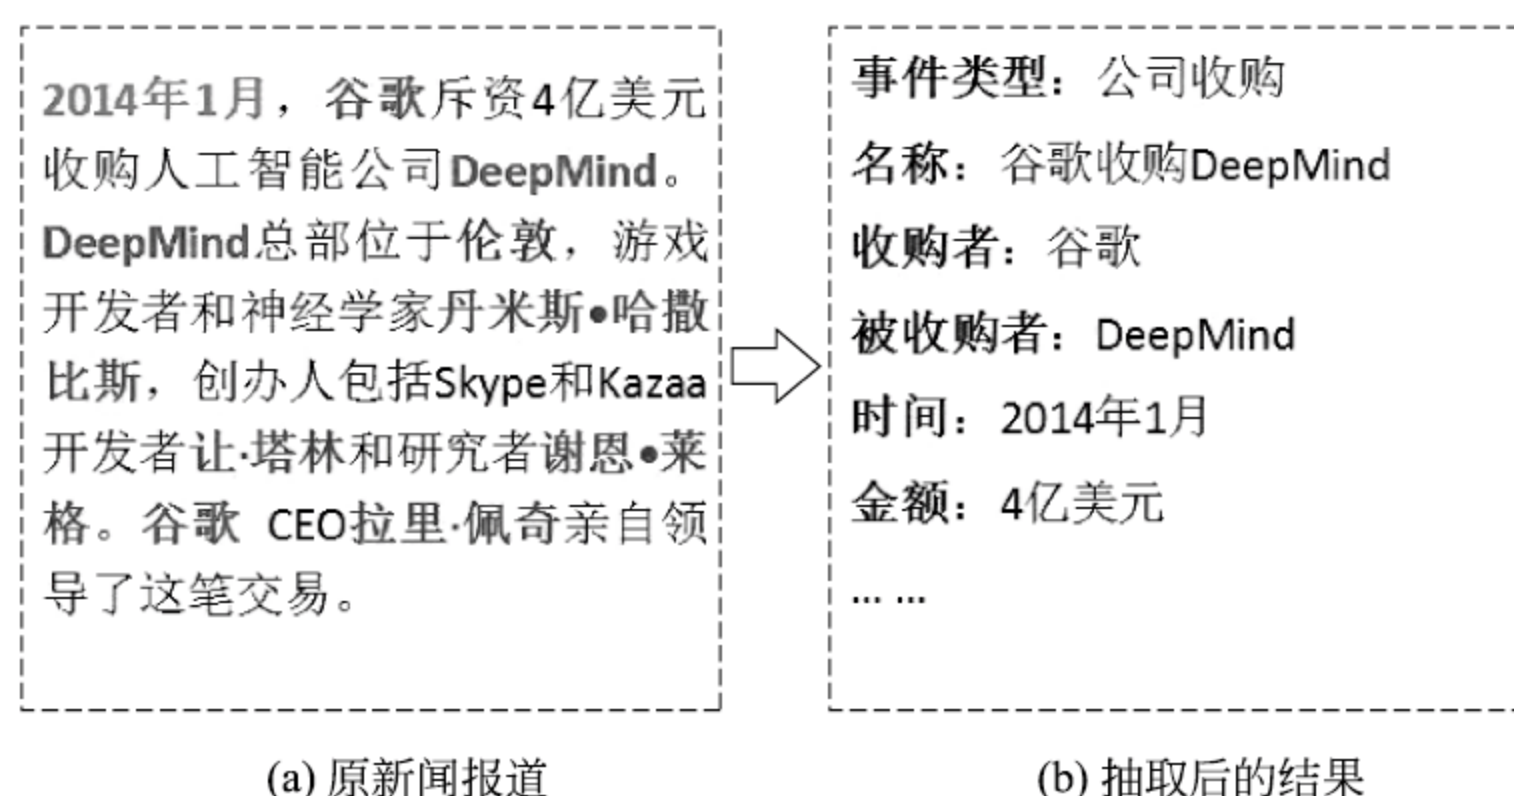 2014年1月，谷歌斥资4亿美元
收购人工智能公司DeepMind。
DeepMind总部位于伦敦，游戏
开发者和神经学家丹米斯•哈撒
比斯，创办人包括Skype和Kazaa
开发者让·塔林和研究者谢恩•莱
格。谷歌 CEO拉里·佩奇亲自领
导了这笔交易。
(a) 原新闻报道
事件类型：公司收购
名称：谷歌收购DeepMind
收购者：谷歌
被收购者：DeepMind
时间：2014年1月
金额：4亿美元
... ...
(b) 抽取后的结果